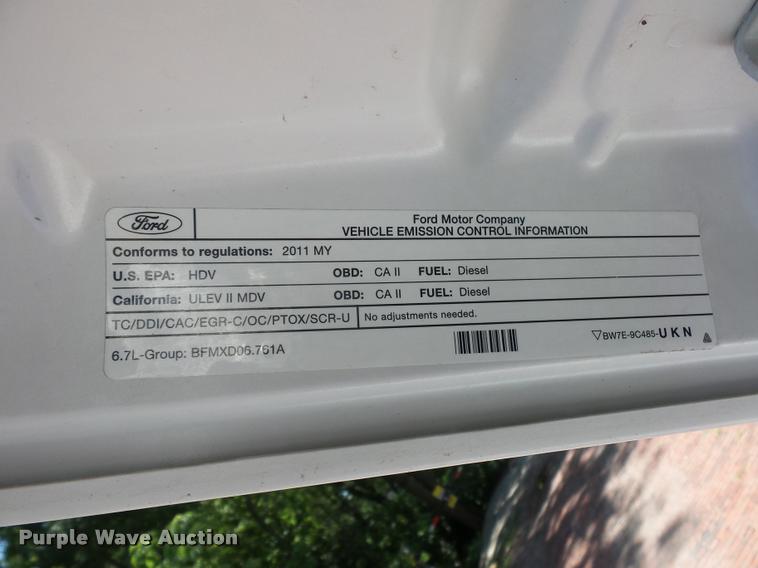 Ford
Ford Motor Company
VEHICLE EMISSION CONTROL INFORMATION
Conforms to regulations: 2011 MY
U.S. EPA: HDV OBD: CA II FUEL: Diesel
California: ULEV II MDV OBD: CA II FUEL: Diesel
TC/DDI/CAC/EGR-C/OC/PTOX/SCR-U No adjustments needed.
6.7L-Group: BFMXD06.761A
BW7E-9C485-UKN
Purple Wave Auction®